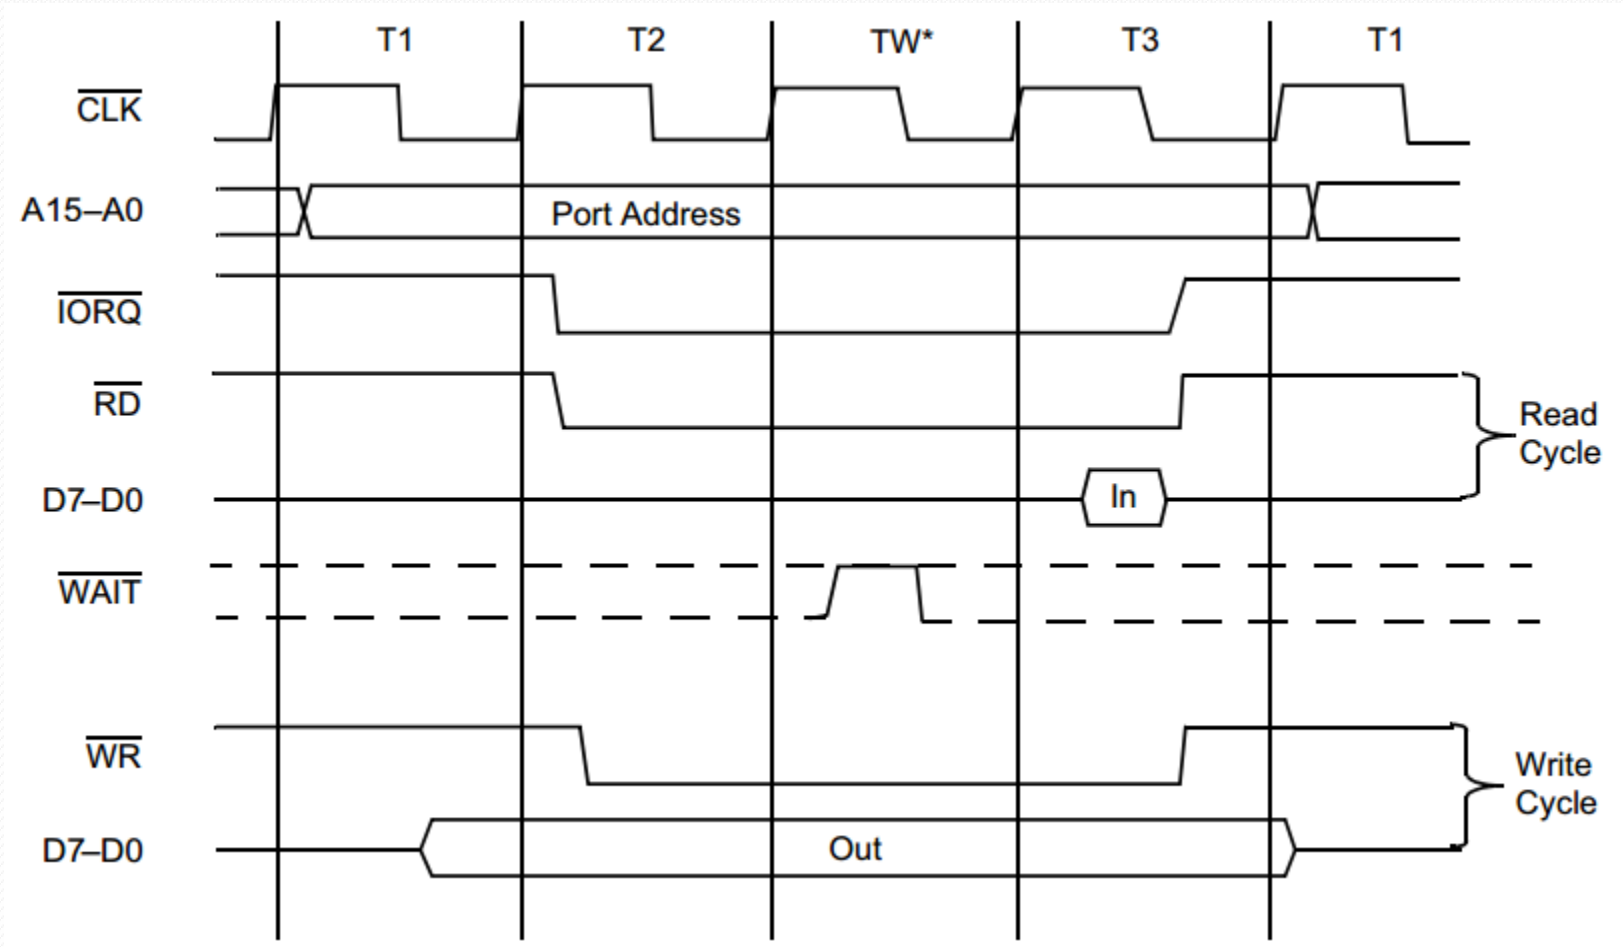 T1 T2 TW* T3 T1
CLK
A15–A0 Port Address
IORQ
RD
Read
Cycle
D7–D0 In
WAIT
WR
Write
Cycle
D7–D0 Out